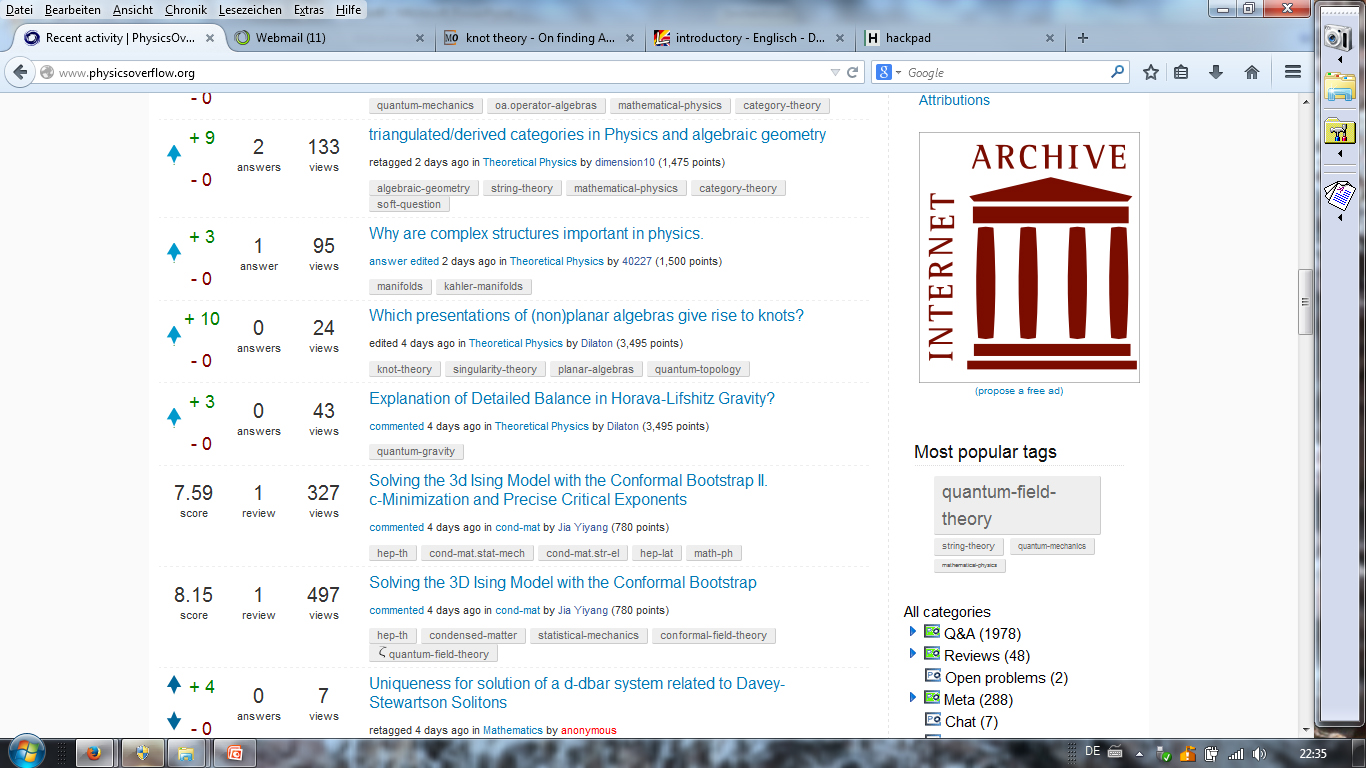 Datei Bearbeiten Ansicht Chronik Lesezeichen Extras Hilfe
Recent activity | PhysicsOv... Webmail (11) MO knot theory - On finding A... introductory - Englisch - D... H hackpad
www.physicsoverflow.org
8 Google
- 0
quantum-mechanics oa.operator-algebras mathematical-physics category-theory
+ 9
- 0
2
answers
133
views
triangulated/derived categories in Physics and algebraic geometry
retagged 2 days ago in Theoretical Physics by dimension10 (1,475 points)
algebraic-geometry string-theory mathematical-physics category-theory
soft-question
+ 3
- 0
1
answer
95
views
Why are complex structures important in physics.
answer edited 2 days ago in Theoretical Physics by 40227 (1,500 points)
manifolds kahler-manifolds
+ 10
- 0
0
answers
24
views
Which presentations of (non)planar algebras give rise to knots?
edited 4 days ago in Theoretical Physics by Dilaton (3,495 points)
knot-theory singularity-theory planar-algebras quantum-topology
+ 3
- 0
0
answers
43
views
Explanation of Detailed Balance in Horava-Lifshitz Gravity?
commented 4 days ago in Theoretical Physics by Dilaton (3,495 points)
quantum-gravity
7.59
score
1
review
327
views
Solving the 3d Ising Model with the Conformal Bootstrap II.
c-Minimization and Precise Critical Exponents
commented 4 days ago in cond-mat by Jia Yiyang (780 points)
hep-th cond-mat.stat-mech cond-mat.str-el hep-lat math-ph
8.15
score
1
review
497
views
Solving the 3D Ising Model with the Conformal Bootstrap
commented 4 days ago in cond-mat by Jia Yiyang (780 points)
hep-th condensed-matter statistical-mechanics conformal-field-theory
quantum-field-theory
+ 4
- 0
0
answers
7
views
Uniqueness for solution of a d-dbar system related to Davey-
Stewartson Solitons
retagged 4 days ago in Mathematics by anonymous
Attributions
INTERNET
ARCHIVE
(propose a free ad)
Most popular tags
quantum-field-
theory
string-theory quantum-mechanics
mathematical-physics
All categories
Q&A (1978)
Reviews (48)
Open problems (2)
Meta (288)
Chat (7)
DE
22:35